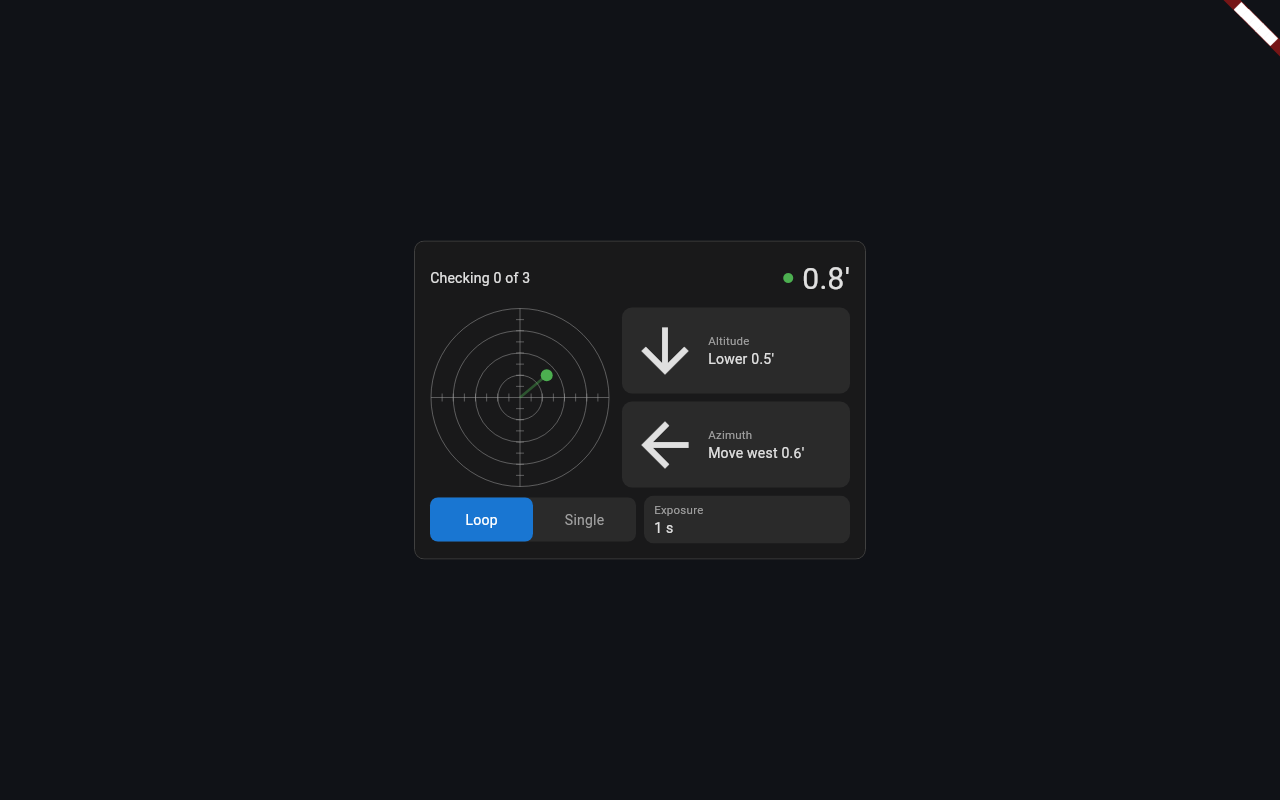 Checking 0 of 3
0.8'
Altitude
Lower 0.5'
Azimuth
Move west 0.6'
Loop
Single
Exposure
1 s